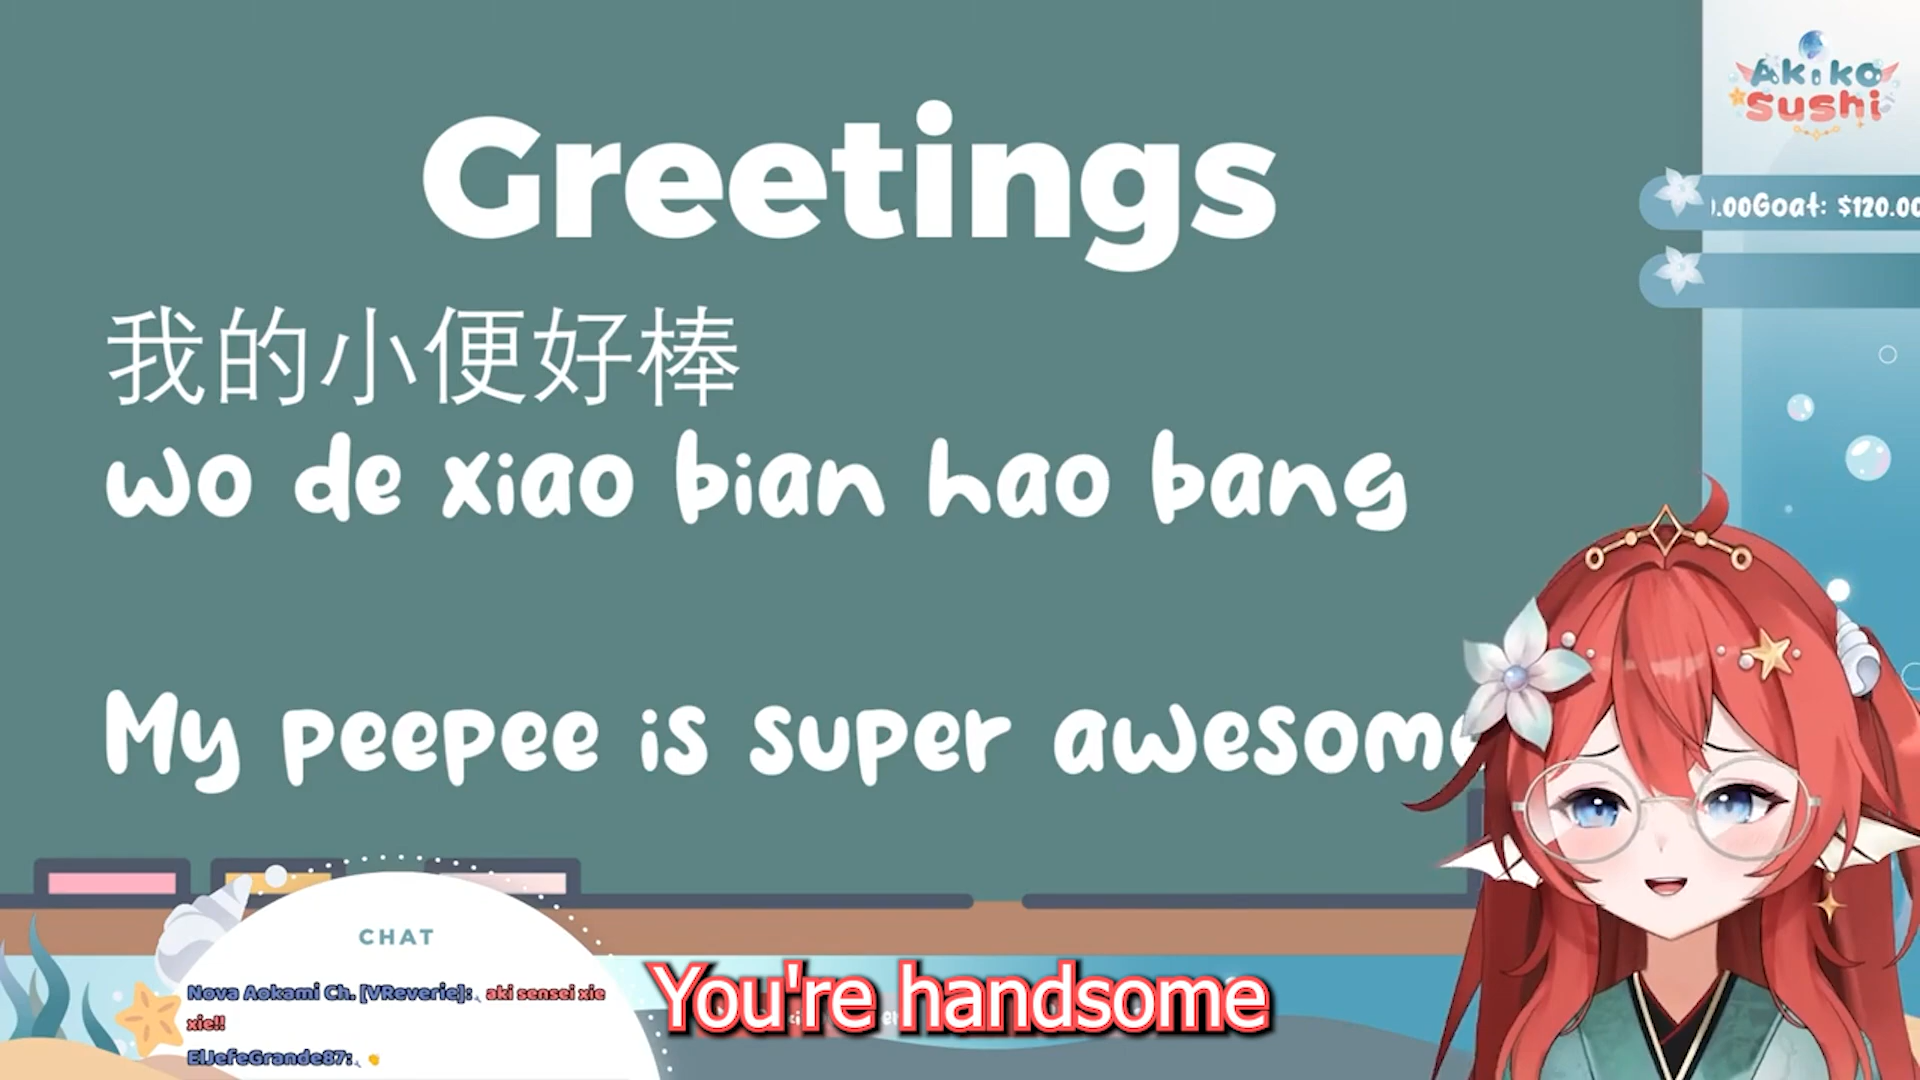 Akiko
Sushi
.00Goat: $120.00
Greetings
我的小便好棒
wo de xiao bian hao bang
My peepee is super awesome
CHAT
Nova Aokami Ch. [VReverie]: aki sensei xie
xie!!
ElJefeGrande87:
You're handsome